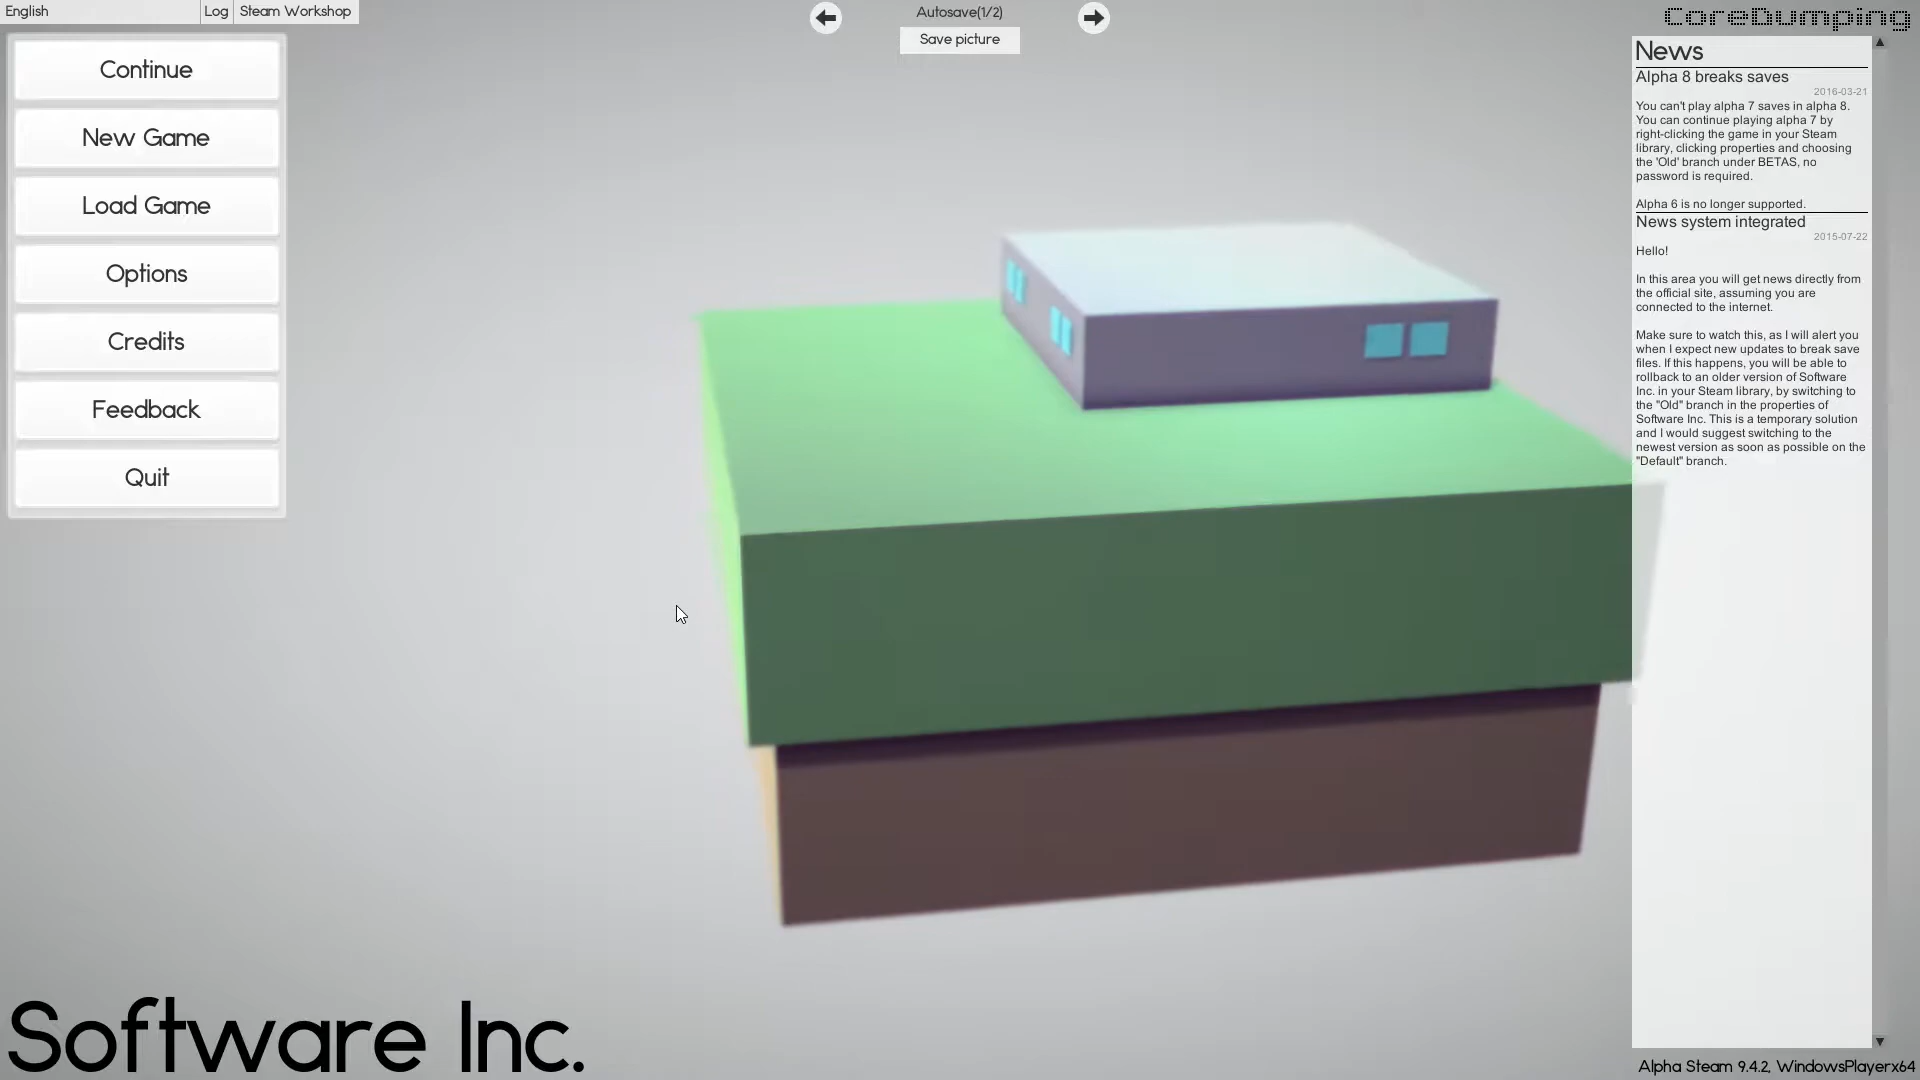 English
Log
Steam Workshop
Autosave(1/2)
Save picture
CoreDumping
Continue
New Game
Load Game
Options
Credits
Feedback
Quit
News
Alpha 8 breaks saves
2016-03-21
You can't play alpha 7 saves in alpha 8.
You can continue playing alpha 7 by
right-clicking the game in your Steam
library, clicking properties and choosing
the 'Old' branch under BETAS, no
password is required.
Alpha 6 is no longer supported.
News system integrated
2015-07-22
Hello!
In this area you will get news directly from
the official site, assuming you are
connected to the internet.
Make sure to watch this, as I will alert you
when I expect new updates to break save
files. If this happens, you will be able to
rollback to an older version of Software
Inc. in your Steam library, by switching to
the "Old" branch in the properties of
Software Inc. This is a temporary solution
and I would suggest switching to the
newest version as soon as possible on the
"Default" branch.
Software Inc.
Alpha Steam 9.4.2, WindowsPlayerx64